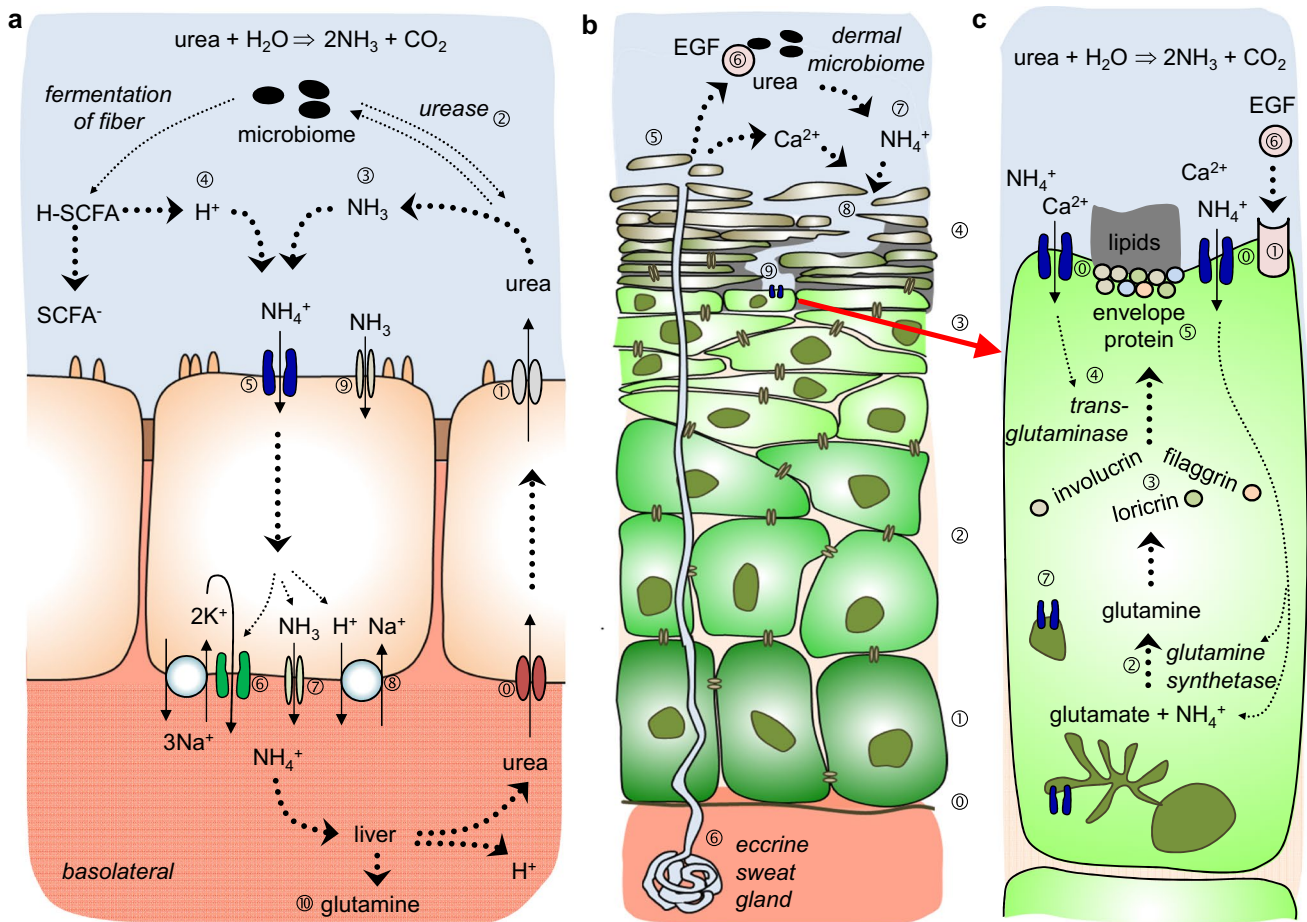 a
urea + H₂O ⇒ 2NH₃ + CO₂
fermentation
of fiber
urease ②
microbiome
④
③
H-SCFA
H⁺
NH₃
urea
SCFA⁻
NH₄⁺
NH₃
⑤
⑨
①
2K⁺
NH₃
H⁺
Na⁺
⑥
⑦
⑧
⓪
3Na⁺
NH₄⁺
urea
liver
H⁺
basolateral
⑩ glutamine
b
EGF
⑥
dermal
microbiome
urea
⑦
⑤
Ca²⁺
NH₄⁺
⑧
④
⑨
③
②
①
⓪
⑥ eccrine
sweat
gland
c
urea + H₂O ⇒ 2NH₃ + CO₂
EGF
⑥
NH₄⁺
Ca²⁺
Ca²⁺
NH₄⁺
lipids
⓪
⓪
①
envelope
protein ⑤
④
trans-
glutaminase
involucrin
③
filaggrin
loricrin
⑦
glutamine
②
glutamine
synthetase
glutamate + NH₄⁺